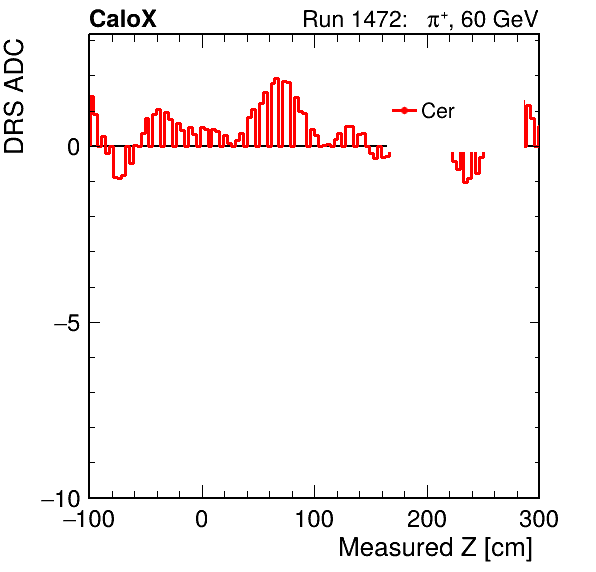 CaloX Run 1472: π+, 60 GeV
DRS ADC
Cer
0
−5
−10
−100 0 100 200 300
Measured Z [cm]